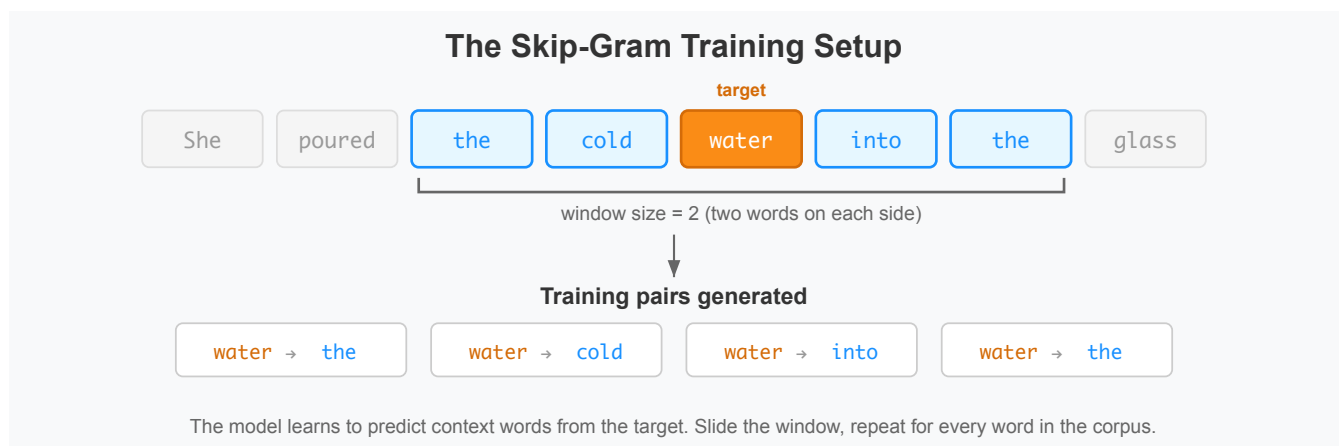 The Skip-Gram Training Setup
target
She poured the cold water into the glass
window size = 2 (two words on each side)
Training pairs generated
water → the water → cold water → into water → the
The model learns to predict context words from the target. Slide the window, repeat for every word in the corpus.